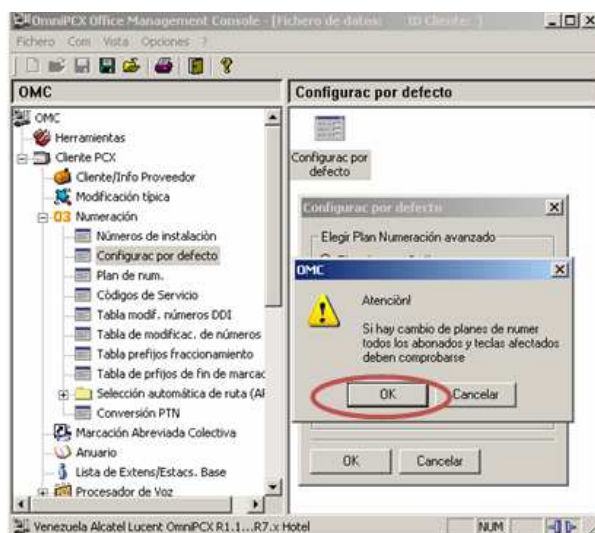 OmniPCX Office Management Console - [Fichero de datos: ID Cliente: ]
Fichero Com Vista Opciones ?
OMC
Configurac por defecto
OMC
Herramientas
Cliente PCX
Cliente/Info Proveedor
Modificación típica
03 Numeración
Números de instalaciòn
Configurac por defecto
Plan de num.
Còdigos de Servicio
Tabla modif. números DDI
Tabla de modificac. de números
Tabla prefijos fraccionamiento
Tabla de prfijos de fin de marcac
Selección automática de ruta (AR
Conversión PTN
Marcación Abreviada Colectiva
Anuario
Lista de Extens/Estacs. Base
Procesador de Voz
Configurac por
defecto
Configurac por defecto
Elegir Plan Numeración avanzado
OMC
Atenciòn!
Si hay cambio de planes de numer
todos los abonados y teclas afectados
deben comprobarse
OK Cancelar
OK Cancelar
Venezuela Alcatel Lucent OmniPCX R1.1...R7.x Hotel NUM